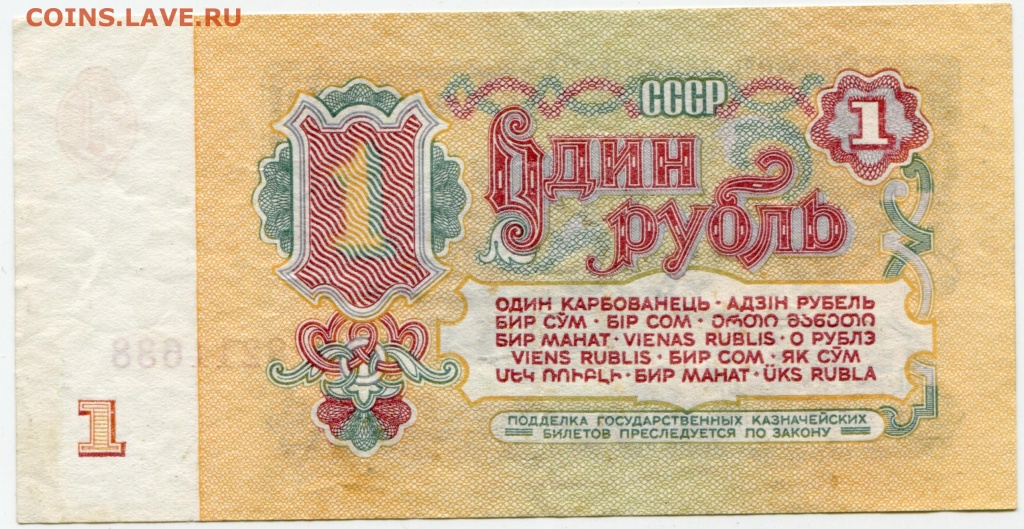 COINS.LAVE.RU
СССР
1
1
Один
рубль
ОДИН КАРБОВАНЕЦЬ · АДЗІН РУБЕЛЬ
БИР СЎМ · БІР СОМ · ᲔᲠᲗᲘ ᲛᲐᲜᲔᲗᲘ
БИР МАНАТ · VIENAS RUBLIS · О РУБЛЭ
VIENS RUBLIS · БИР СОМ · ЯК СЎМ
ՄԵԿ ՌՈՒԲԼԻ · БИР МАНАТ · ÜKS RUBLA
1
ПОДДЕЛКА ГОСУДАРСТВЕННЫХ КАЗНАЧЕЙСКИХ
БИЛЕТОВ ПРЕСЛЕДУЕТСЯ ПО ЗАКОНУ